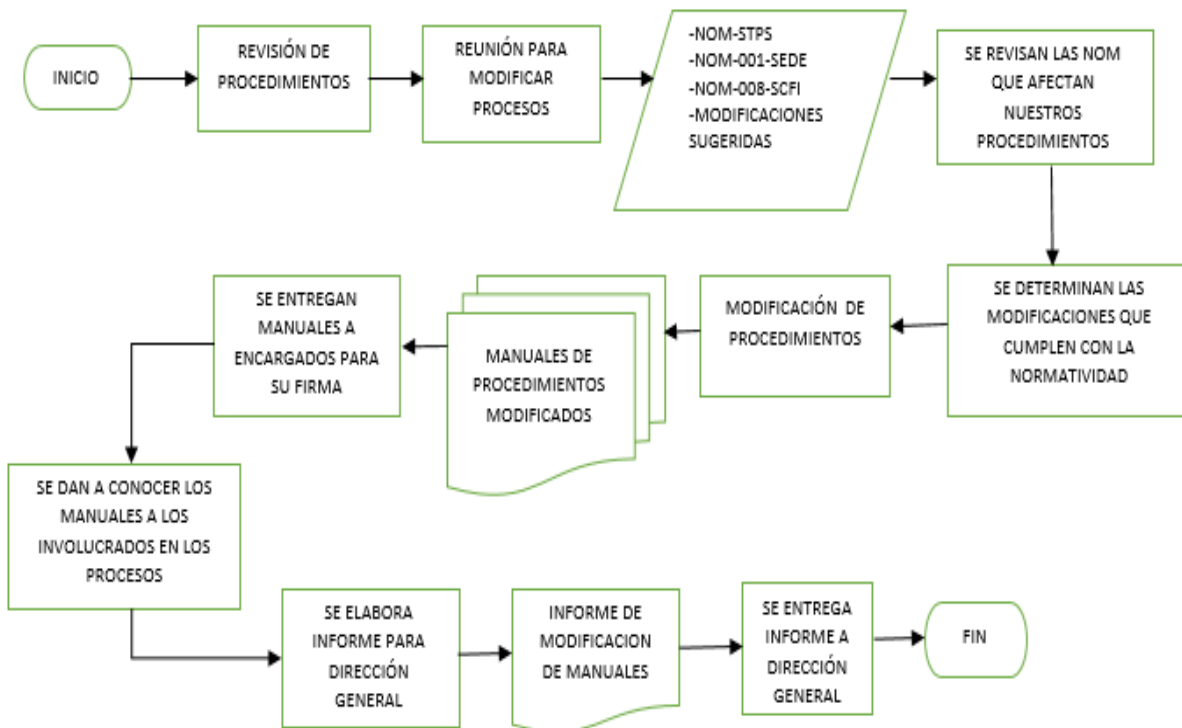 INICIO
REVISIÓN DE
PROCEDIMIENTOS
REUNIÓN PARA
MODIFICAR
PROCESOS
-NOM-STPS
-NOM-001-SEDE
-NOM-008-SCFI
-MODIFICACIONES
SUGERIDAS
SE REVISAN LAS NOM
QUE AFECTAN
NUESTROS
PROCEDIMIENTOS
SE DETERMINAN LAS
MODIFICACIONES QUE
CUMPLEN CON LA
NORMATIVIDAD
MODIFICACIÓN DE
PROCEDIMIENTOS
MANUALES DE
PROCEDIMIENTOS
MODIFICADOS
SE ENTREGAN
MANUALES A
ENCARGADOS PARA
SU FIRMA
SE DAN A CONOCER LOS
MANUALES A LOS
INVOLUCRADOS EN LOS
PROCESOS
SE ELABORA
INFORME PARA
DIRECCIÓN
GENERAL
INFORME DE
MODIFICACION
DE MANUALES
SE ENTREGA
INFORME A
DIRECCIÓN
GENERAL
FIN